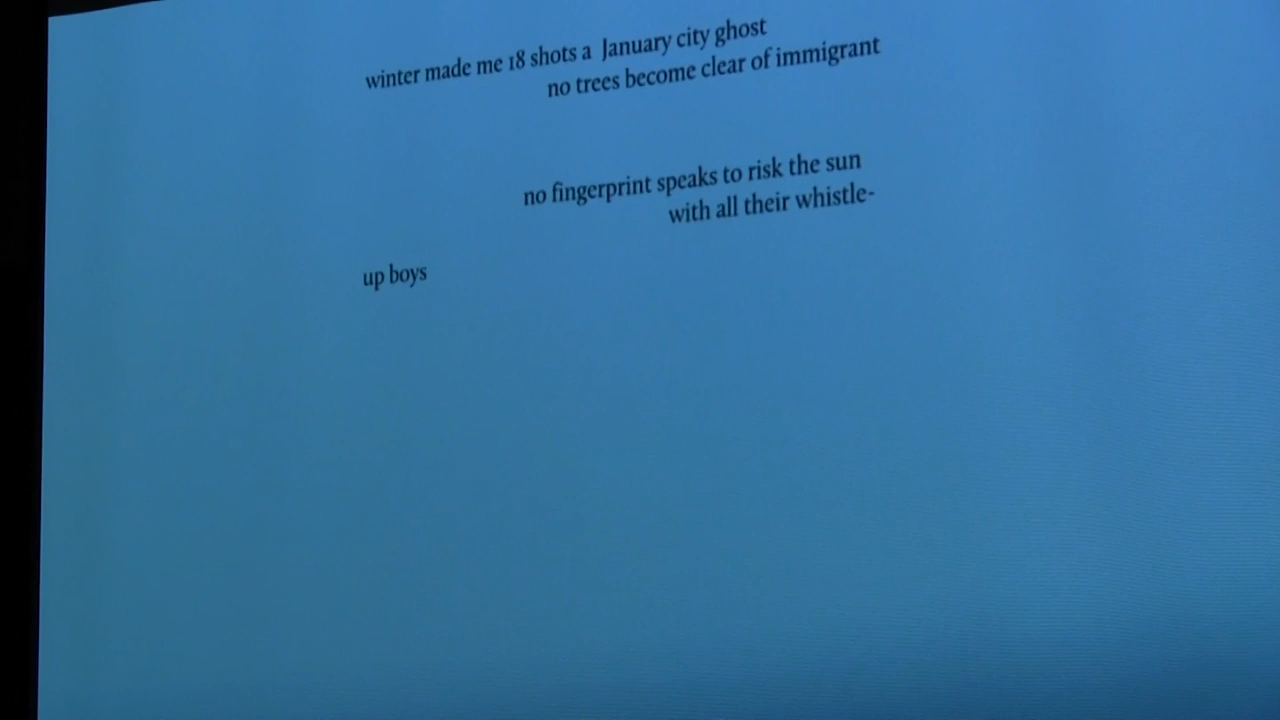 winter made me 18 shots a January city ghost
no trees become clear of immigrant
no fingerprint speaks to risk the sun
with all their whistle-
up boys